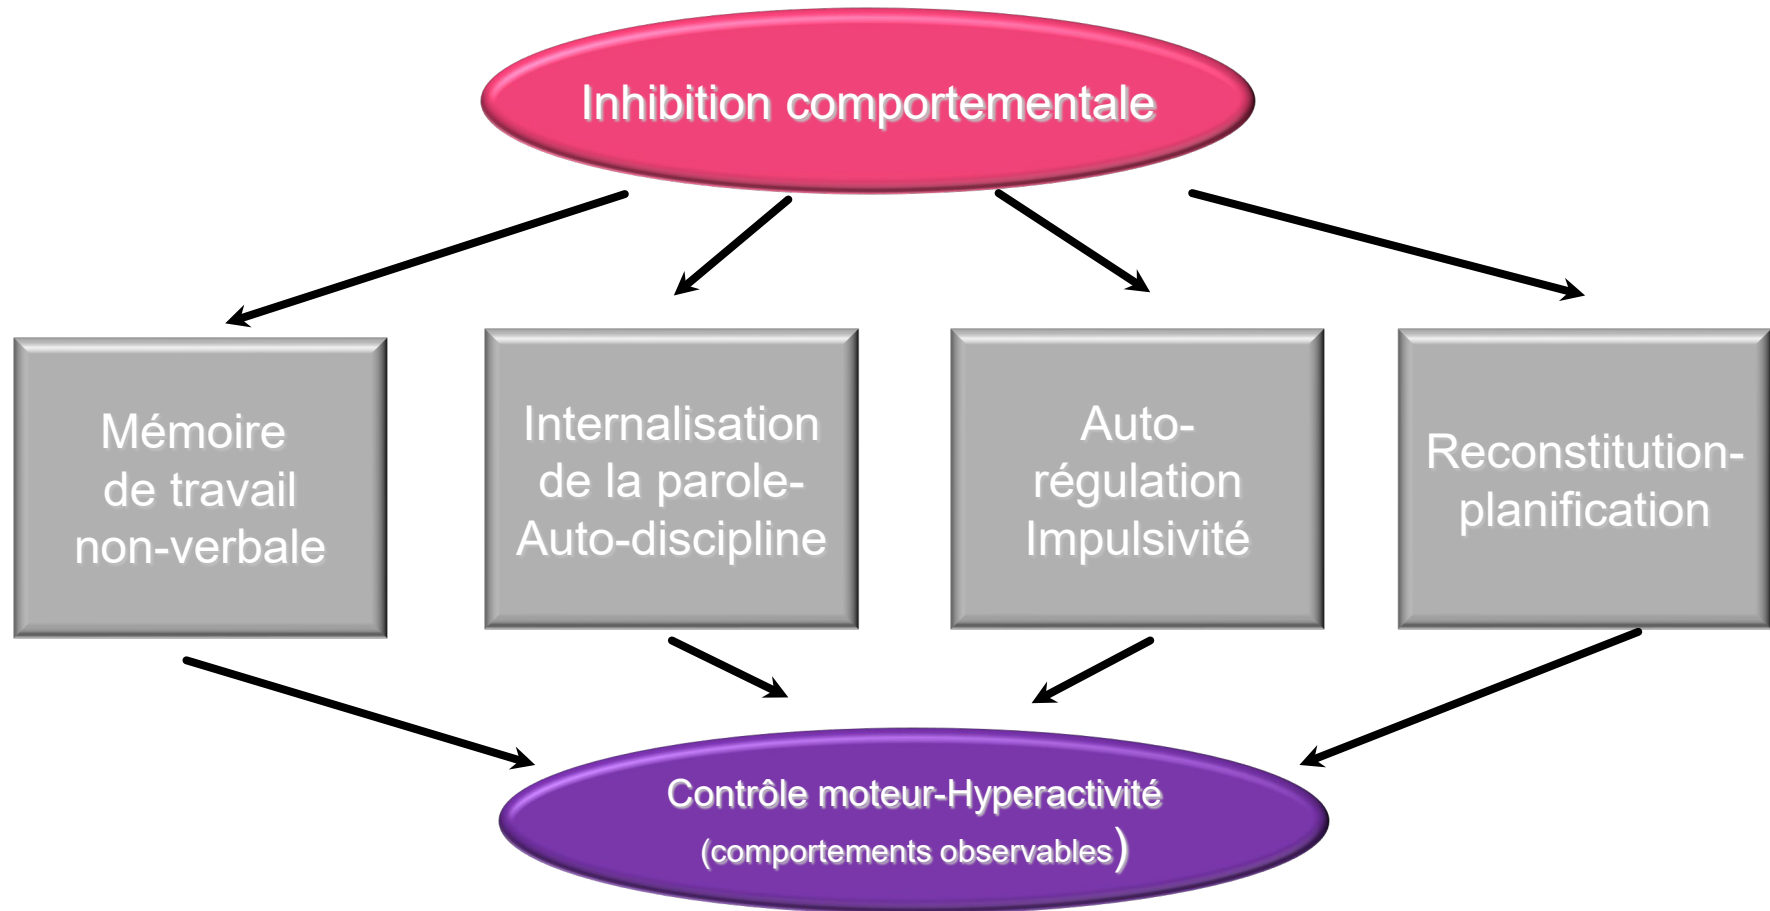 Inhibition comportementale
Mémoire
de travail
non-verbale
Internalisation
de la parole-
Auto-discipline
Auto-
régulation
Impulsivité
Reconstitution-
planification
Contrôle moteur-Hyperactivité
(comportements observables)